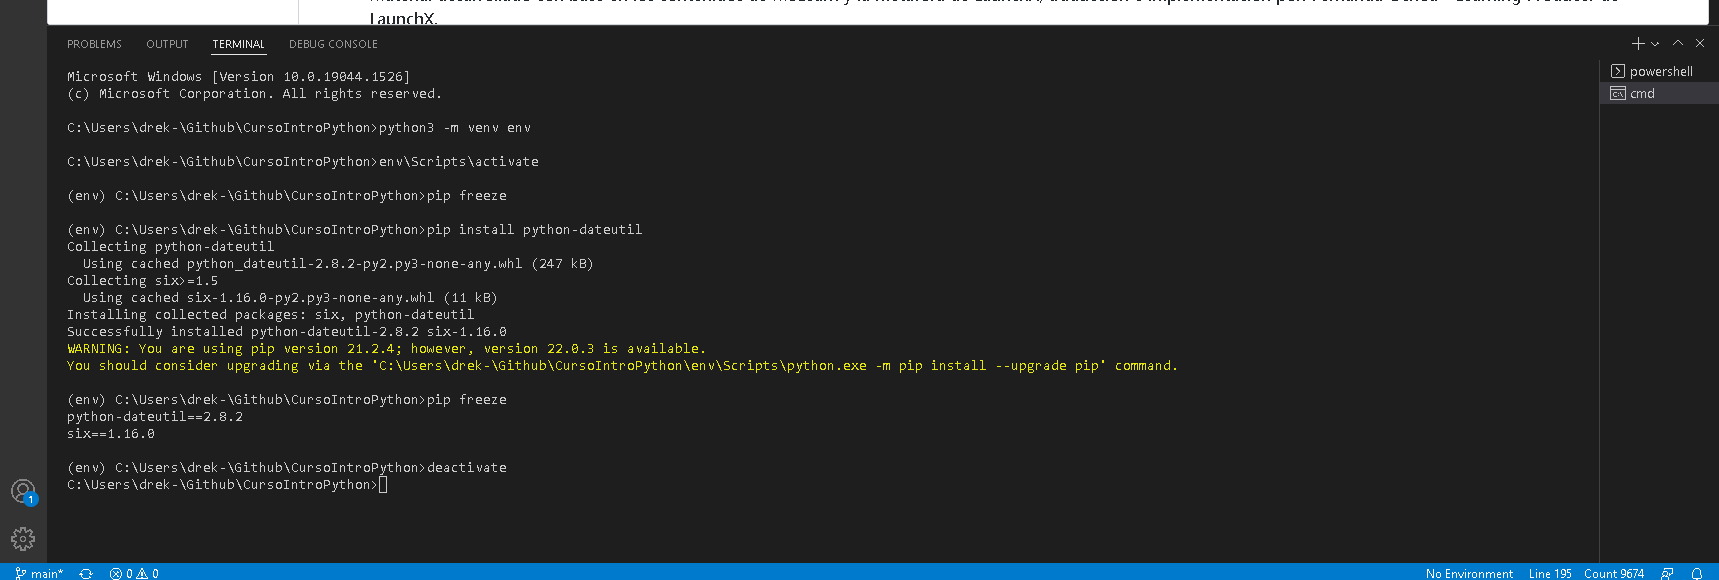 LaunchX.
PROBLEMS OUTPUT TERMINAL DEBUG CONSOLE
Microsoft Windows [Version 10.0.19044.1526]
(c) Microsoft Corporation. All rights reserved.
C:\Users\drek-\Github\CursoIntroPython>python3 -m venv env
C:\Users\drek-\Github\CursoIntroPython>env\Scripts\activate
(env) C:\Users\drek-\Github\CursoIntroPython>pip freeze
(env) C:\Users\drek-\Github\CursoIntroPython>pip install python-dateutil
Collecting python-dateutil
Using cached python_dateutil-2.8.2-py2.py3-none-any.whl (247 kB)
Collecting six>=1.5
Using cached six-1.16.0-py2.py3-none-any.whl (11 kB)
Installing collected packages: six, python-dateutil
Successfully installed python-dateutil-2.8.2 six-1.16.0
WARNING: You are using pip version 21.2.4; however, version 22.0.3 is available.
You should consider upgrading via the 'C:\Users\drek-\Github\CursoIntroPython\env\Scripts\python.exe -m pip install --upgrade pip' command.
(env) C:\Users\drek-\Github\CursoIntroPython>pip freeze
python-dateutil==2.8.2
six==1.16.0
(env) C:\Users\drek-\Github\CursoIntroPython>deactivate
C:\Users\drek-\Github\CursoIntroPython>
powershell
cmd
1
main* 0 0 No Environment Line 195 Count 9674